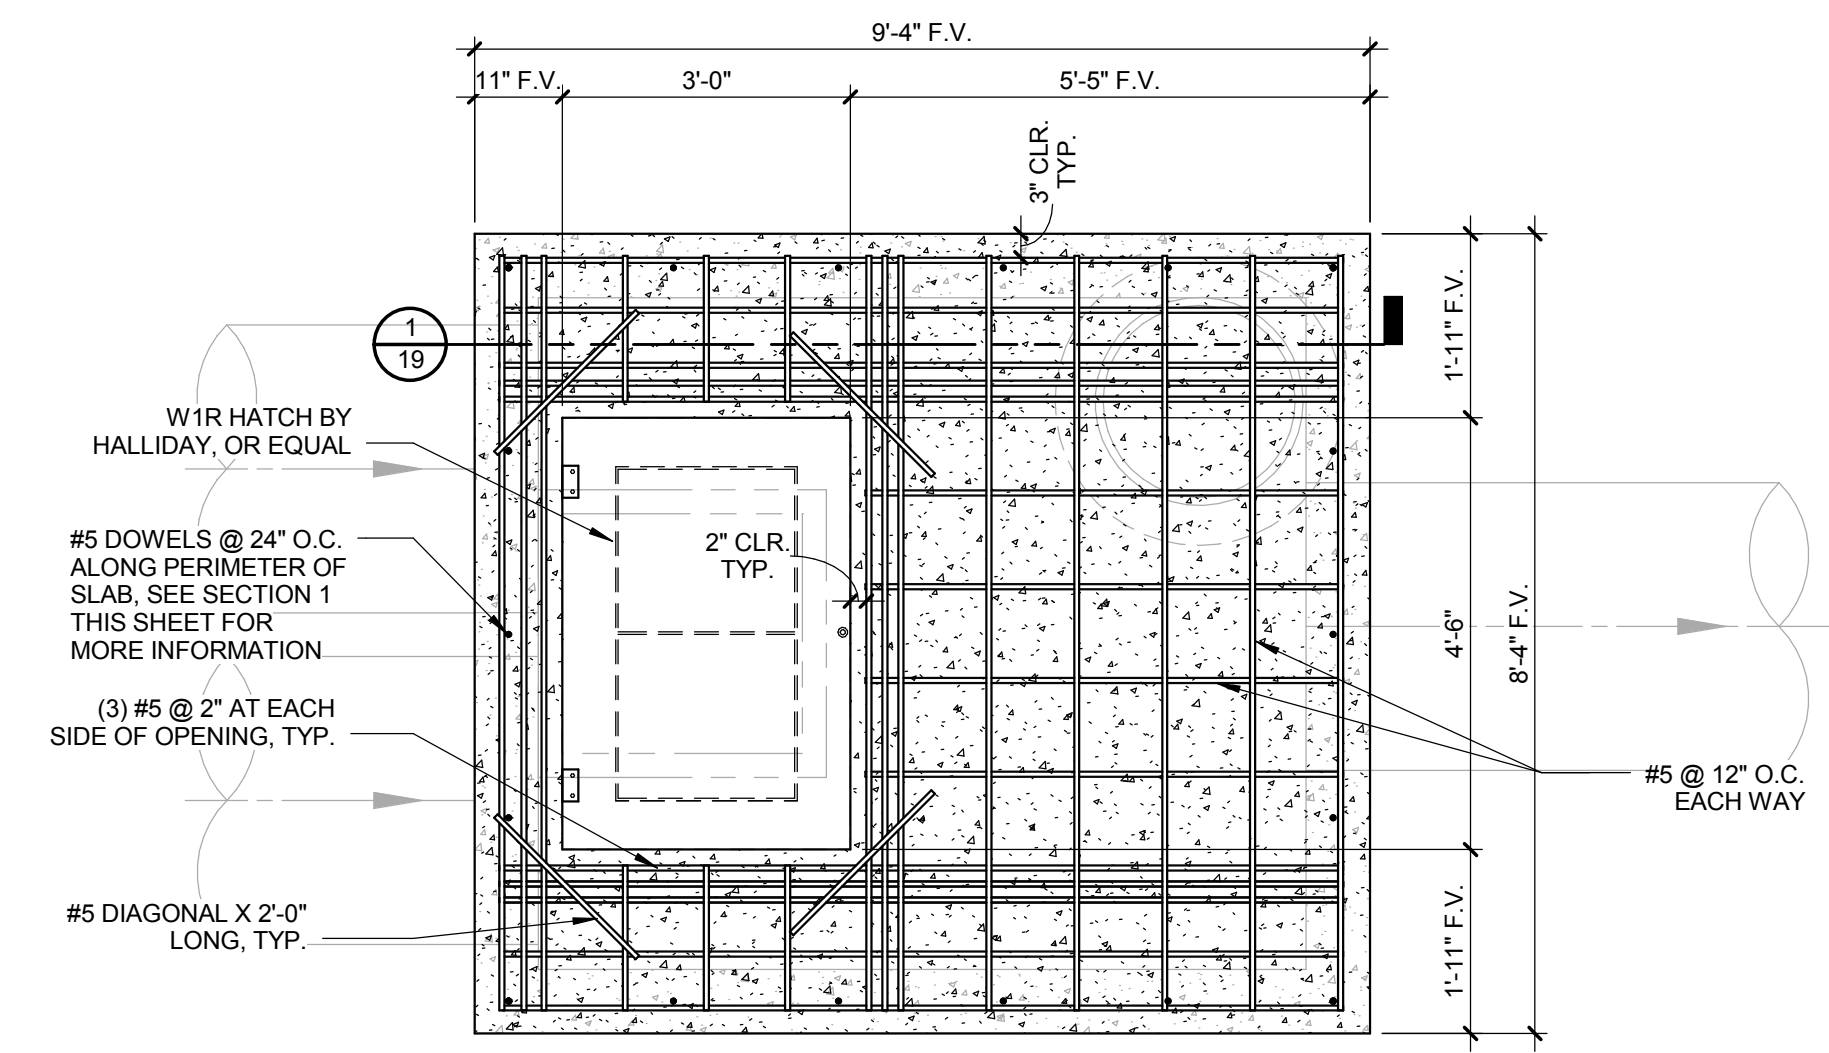 9'-4" F.V.
11" F.V.
3'-0"
5'-5" F.V.
3" CLR.
TYP.
1
19
W1R HATCH BY
HALLIDAY, OR EQUAL
#5 DOWELS @ 24" O.C.
ALONG PERIMETER OF
SLAB, SEE SECTION 1
THIS SHEET FOR
MORE INFORMATION
(3) #5 @ 2" AT EACH
SIDE OF OPENING, TYP.
#5 DIAGONAL X 2'-0"
LONG, TYP.
2" CLR.
TYP.
1'-11" F.V.
4'-6"
8'-4" F.V.
1'-11" F.V.
#5 @ 12" O.C.
EACH WAY